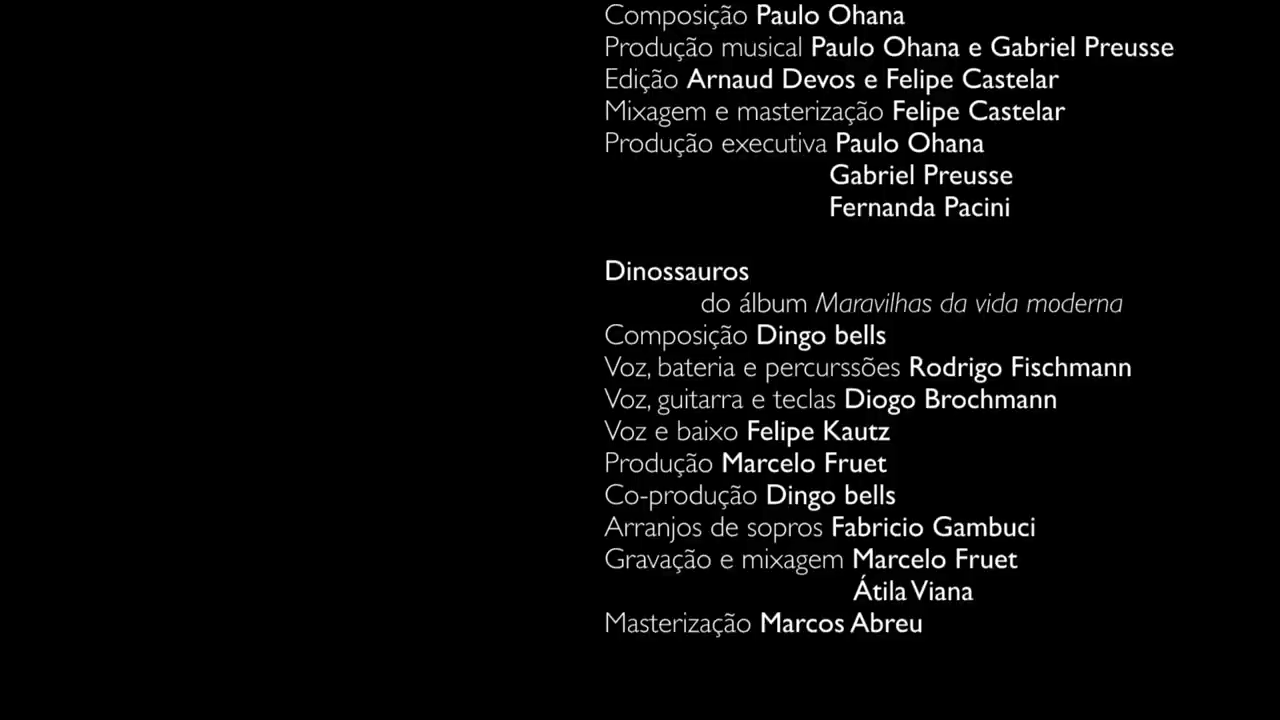 Composição Paulo Ohana
Produção musical Paulo Ohana e Gabriel Preusse
Edição Arnaud Devos e Felipe Castelar
Mixagem e masterização Felipe Castelar
Produção executiva Paulo Ohana
Gabriel Preusse
Fernanda Pacini
Dinossauros
do álbum Maravilhas da vida moderna
Composição Dingo bells
Voz, bateria e percurssões Rodrigo Fischmann
Voz, guitarra e teclas Diogo Brochmann
Voz e baixo Felipe Kautz
Produção Marcelo Fruet
Co-produção Dingo bells
Arranjos de sopros Fabricio Gambuci
Gravação e mixagem Marcelo Fruet
Átila Viana
Masterização Marcos Abreu